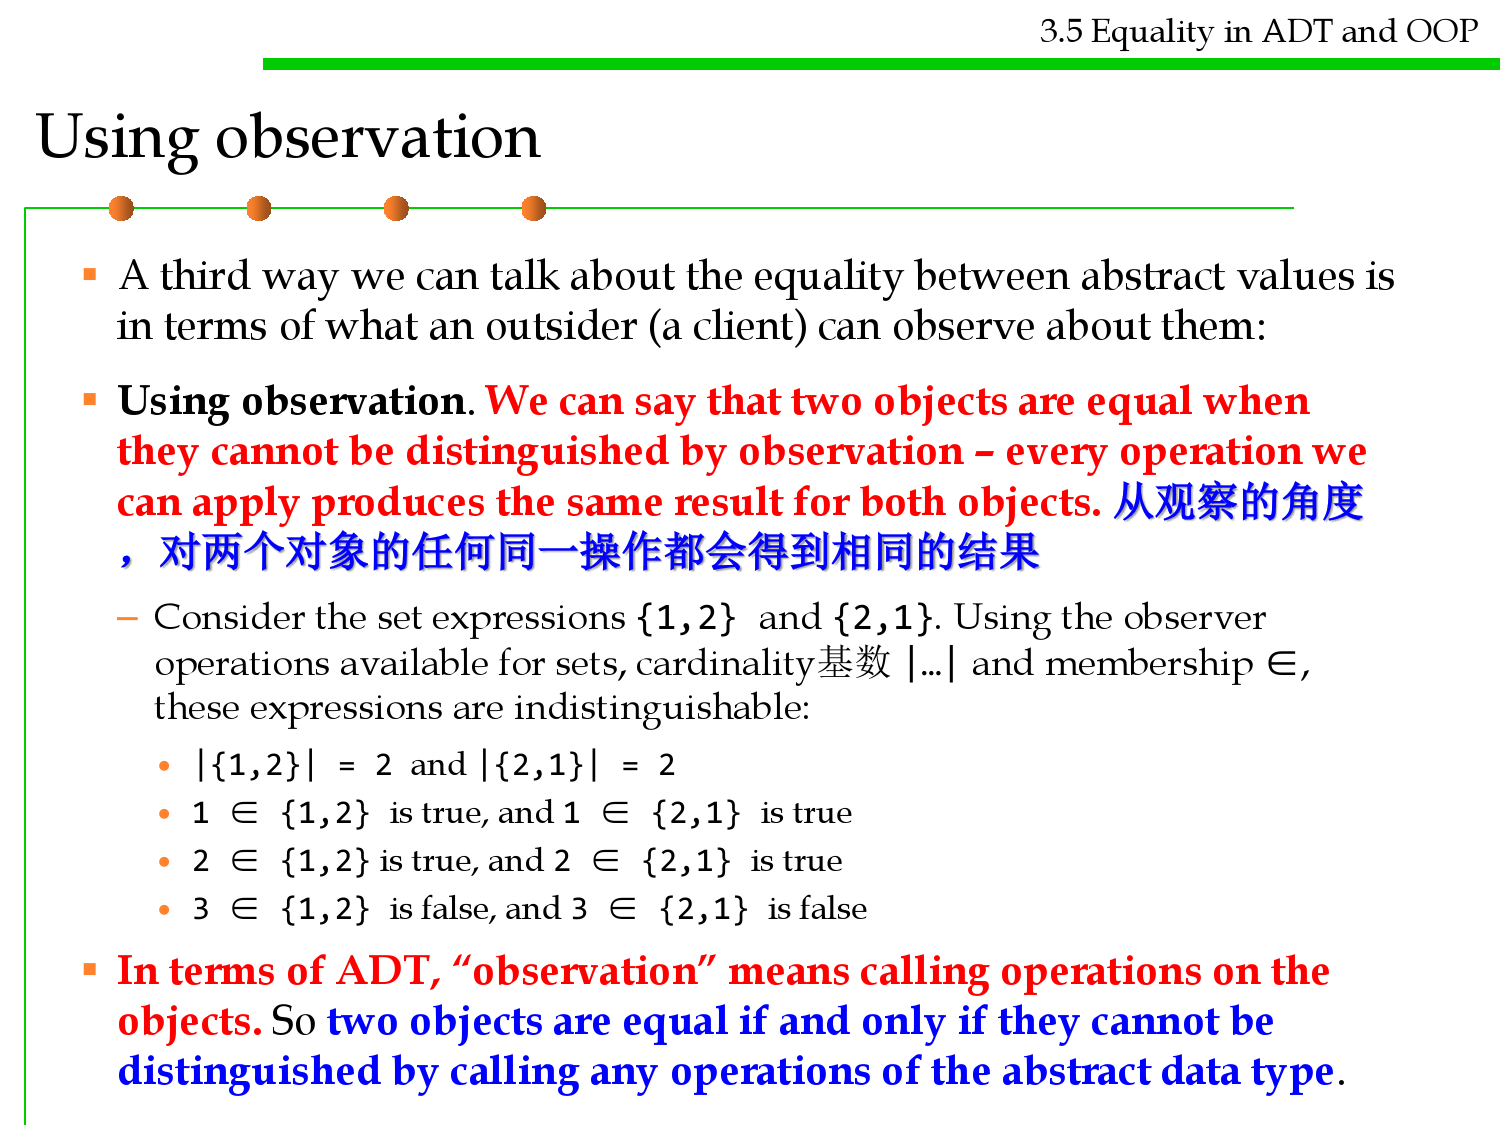 3.5 Equality in ADT and OOP
Using observation
▪ A third way we can talk about the equality between abstract values is
in terms of what an outsider (a client) can observe about them:
▪ Using observation. We can say that two objects are equal when
they cannot be distinguished by observation – every operation we
can apply produces the same result for both objects. 从观察的角度
，对两个对象的任何同一操作都会得到相同的结果
– Consider the set expressions {1,2} and {2,1}. Using the observer
operations available for sets, cardinality基数 |…| and membership ∈,
these expressions are indistinguishable:
• |{1,2}| = 2 and |{2,1}| = 2
• 1 ∈ {1,2} is true, and 1 ∈ {2,1} is true
• 2 ∈ {1,2} is true, and 2 ∈ {2,1} is true
• 3 ∈ {1,2} is false, and 3 ∈ {2,1} is false
▪ In terms of ADT, “observation” means calling operations on the
objects. So two objects are equal if and only if they cannot be
distinguished by calling any operations of the abstract data type.